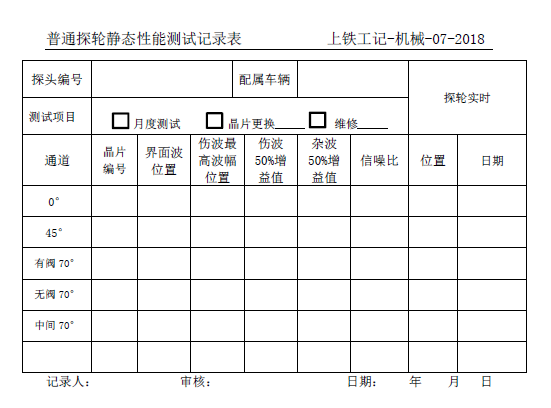 普通探轮静态性能测试记录表 上铁工记-机械-07-2018
探头编号 配属车辆 探轮实时
测试项目 月度测试 晶片更换_____ 维修_____
通道 晶片编号 界面波位置 伤波最高波幅位置 伤波50%增益值 杂波50%增益值 信噪比 位置 日期
0°
45°
有阀 70°
无阀 70°
中间 70°
记录人: 审核: 日期: 年 月 日